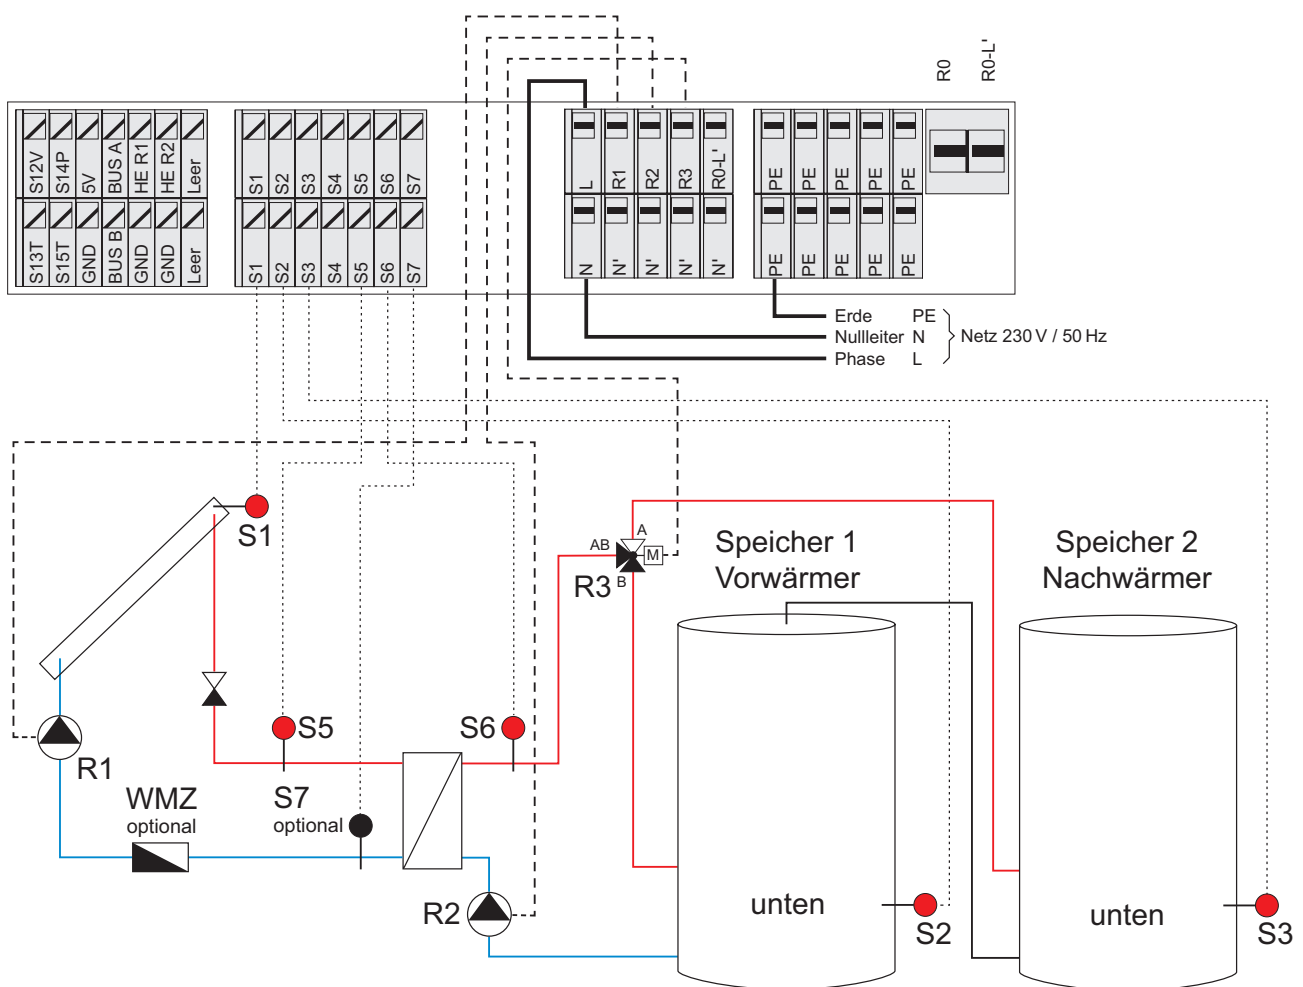 R0
R0-L'
S12V
S14P
5V
BUS A
HE R1
HE R2
Leer
S1
S2
S3
S4
S5
S6
S7
L
R1
R2
R3
R0-L'
PE
PE
PE
PE
PE
S13T
S15T
GND
BUS B
GND
GND
Leer
S1
S2
S3
S4
S5
S6
S7
N
N'
N'
N'
N'
PE
PE
PE
PE
PE
Erde PE
Nullleiter N
Phase L
Netz 230 V / 50 Hz
S1
A
AB
M
R3
B
Speicher 1
Vorwärmer
Speicher 2
Nachwärmer
S5
S6
R1
WMZ
optional
S7
optional
R2
unten
S2
unten
S3